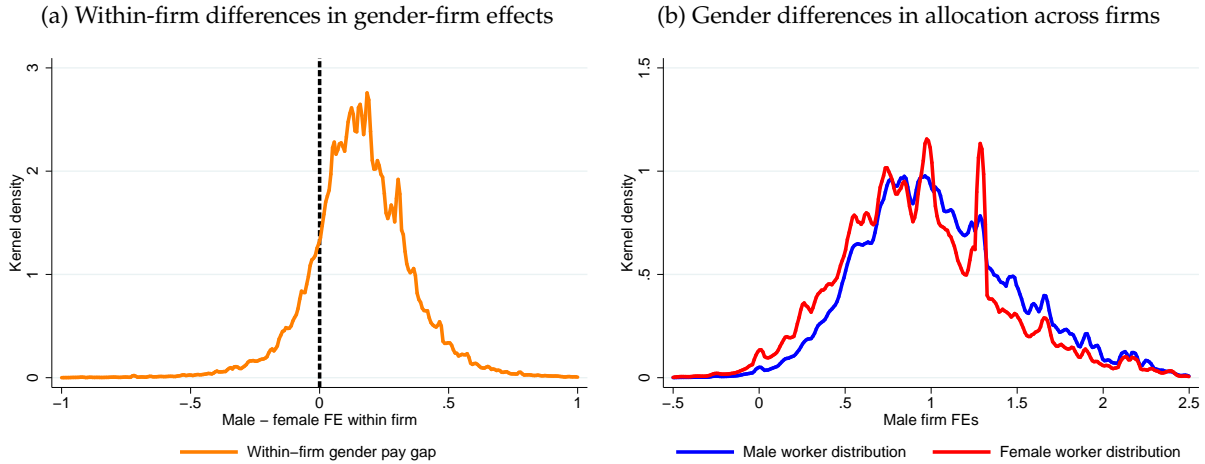 (a) Within-firm differences in gender-firm effects
3
2
1
0
Kernel density
−1
−.5
0
.5
1
Male − female FE within firm
Within-firm gender pay gap
(b) Gender differences in allocation across firms
1.5
1
.5
0
Kernel density
−.5
0
.5
1
1.5
2
2.5
Male firm FEs
Male worker distribution
Female worker distribution